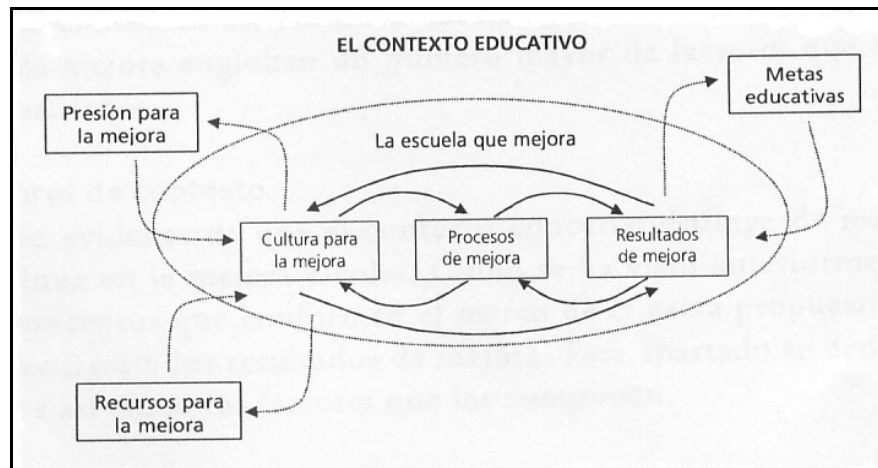 EL CONTEXTO EDUCATIVO
Metas
educativas
Presión para
la mejora
La escuela que mejora
Cultura para
la mejora
Procesos
de mejora
Resultados
de mejora
Recursos para
la mejora